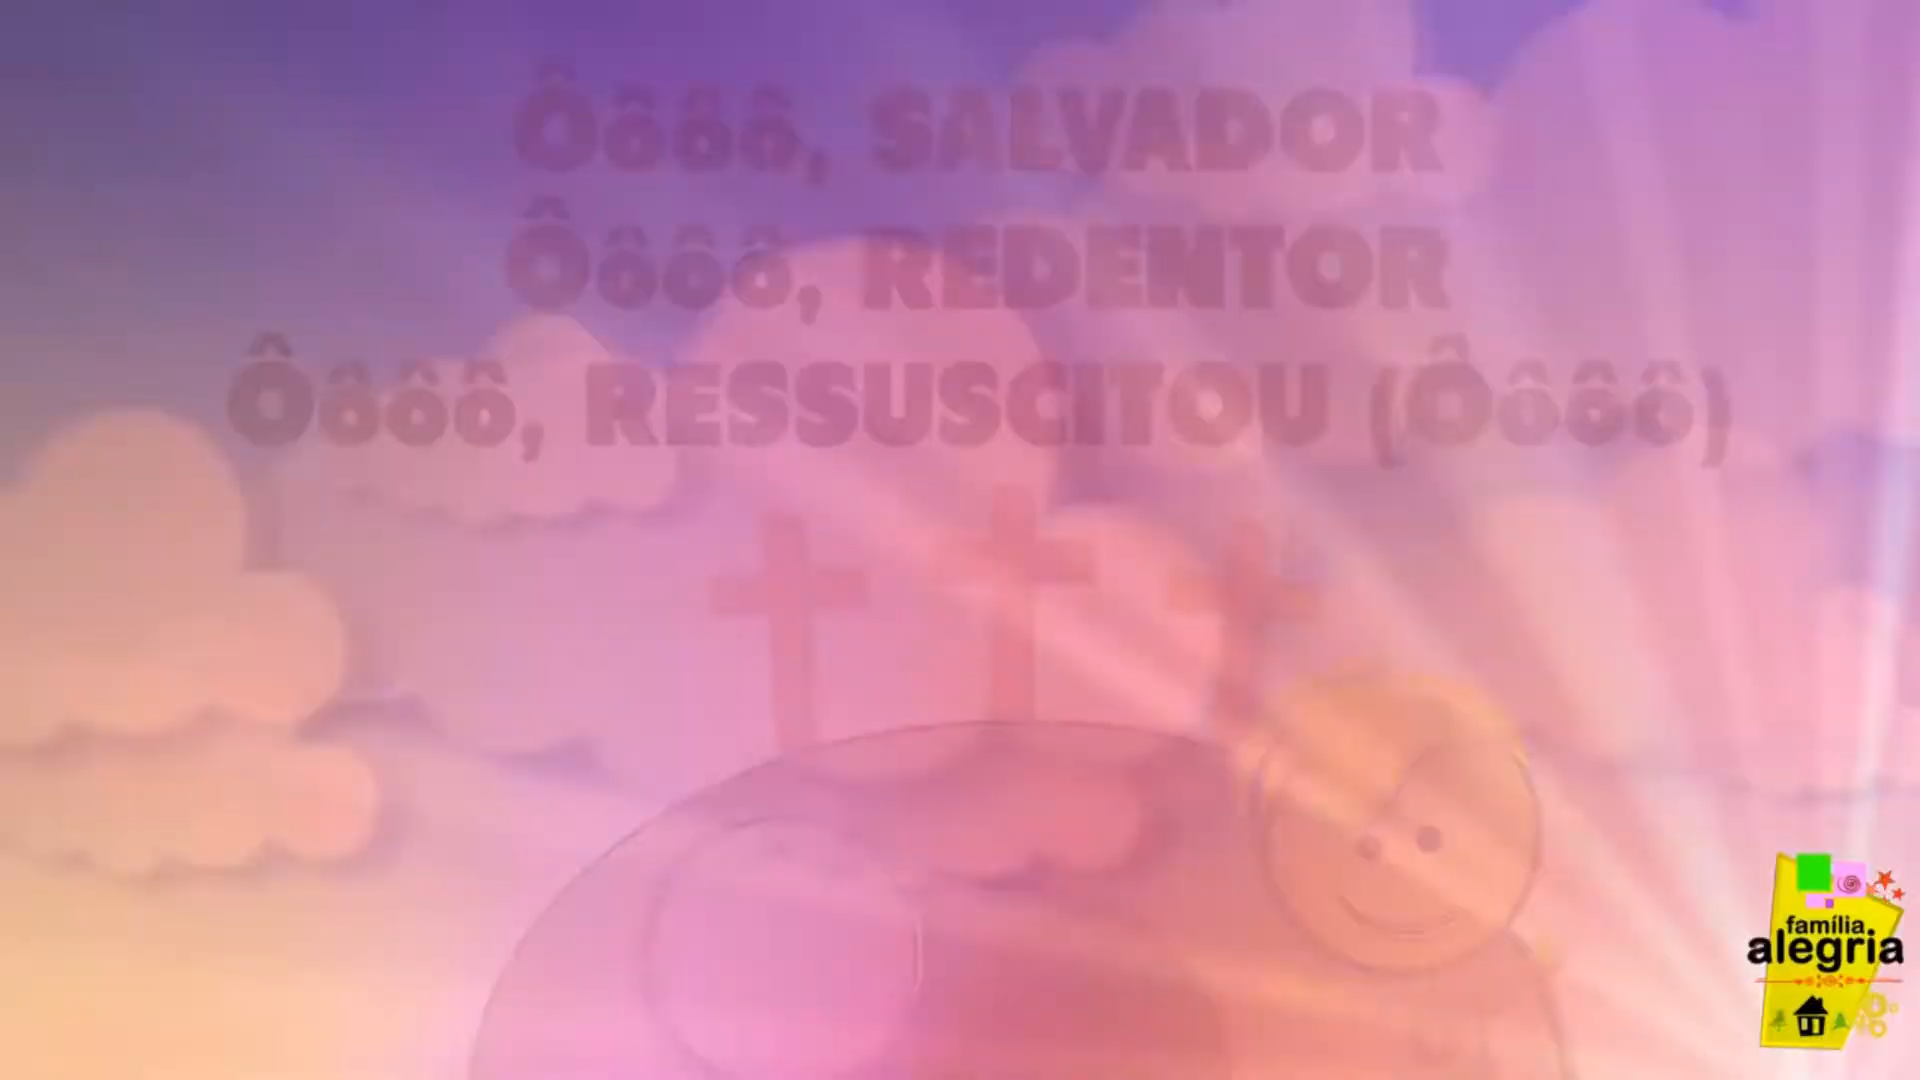 Ôôôô, SALVADOR
Ôôôô, REDENTOR
Ôôôô, RESSUSCITOU (Ôôôô)
família
alegria